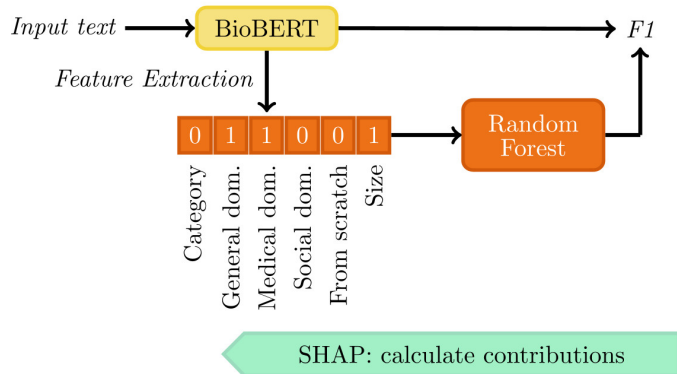 Input text
BioBERT
F1
Feature Extraction
0 1 1 0 0 1
Random
Forest
Category
General dom.
Medical dom.
Social dom.
From scratch
Size
SHAP: calculate contributions